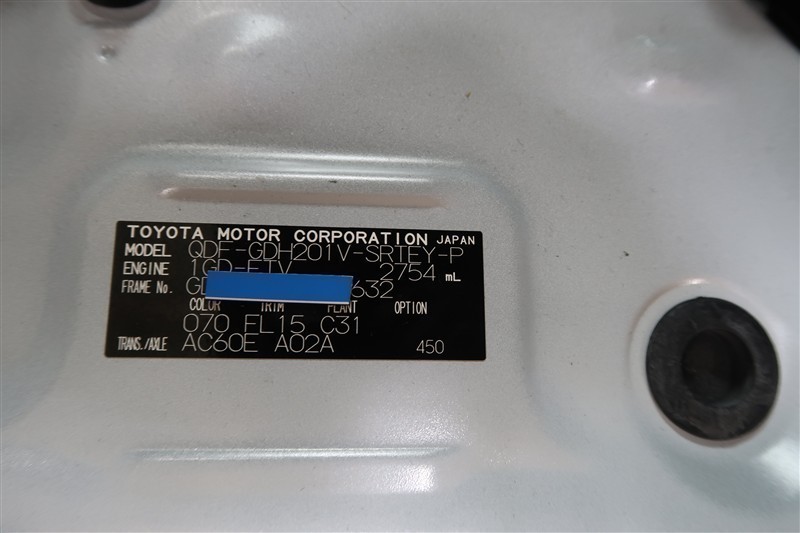 TOYOTA MOTOR CORPORATION JAPAN
MODEL QDF-GDH201V-SRTEY-P
ENGINE 1GD-FTV 2754 mL
FRAME No. GD 632
COLOR TRIM PLANT OPTION
070 FL15 C31
TRANS./AXLE AC60E A02A 450